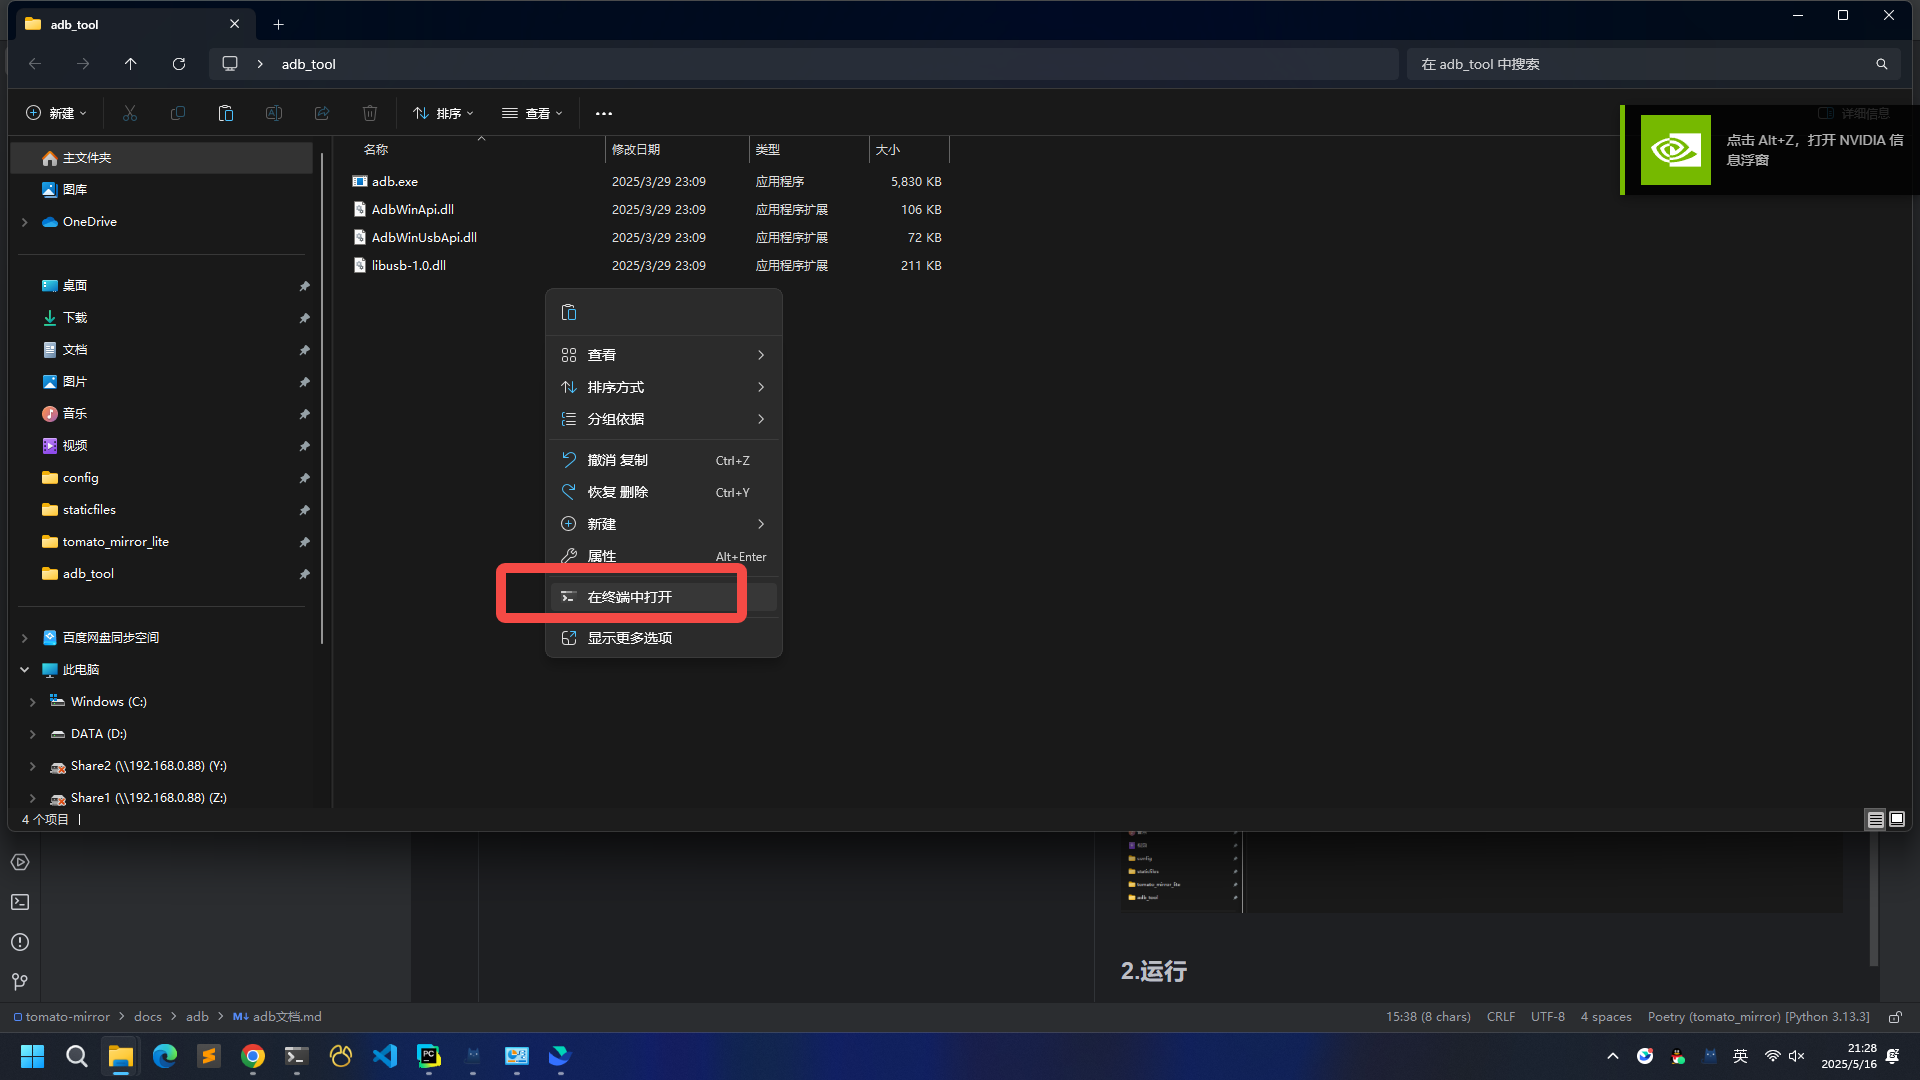 adb_tool
adb_tool
在 adb_tool 中搜索
新建
排序
查看
详细信息
点击 Alt+Z，打开 NVIDIA 信
息浮窗
主文件夹
图库
OneDrive
桌面
下载
文档
图片
音乐
视频
config
staticfiles
tomato_mirror_lite
adb_tool
百度网盘同步空间
此电脑
Windows (C:)
DATA (D:)
Share2 (\\192.168.0.88) (Y:)
Share1 (\\192.168.0.88) (Z:)
4 个项目
名称 修改日期 类型 大小
adb.exe 2025/3/29 23:09 应用程序 5,830 KB
AdbWinApi.dll 2025/3/29 23:09 应用程序扩展 106 KB
AdbWinUsbApi.dll 2025/3/29 23:09 应用程序扩展 72 KB
libusb-1.0.dll 2025/3/29 23:09 应用程序扩展 211 KB
查看
排序方式
分组依据
撤消 复制 Ctrl+Z
恢复 删除 Ctrl+Y
新建
属性 Alt+Enter
在终端中打开
显示更多选项
config
staticfiles
tomato_mirror_lite
adb_tool
2.运行
tomato-mirror docs adb M↓ adb文档.md
15:38 (8 chars) CRLF UTF-8 4 spaces Poetry (tomato_mirror) [Python 3.13.3]
PC
英
21:28
2025/5/16